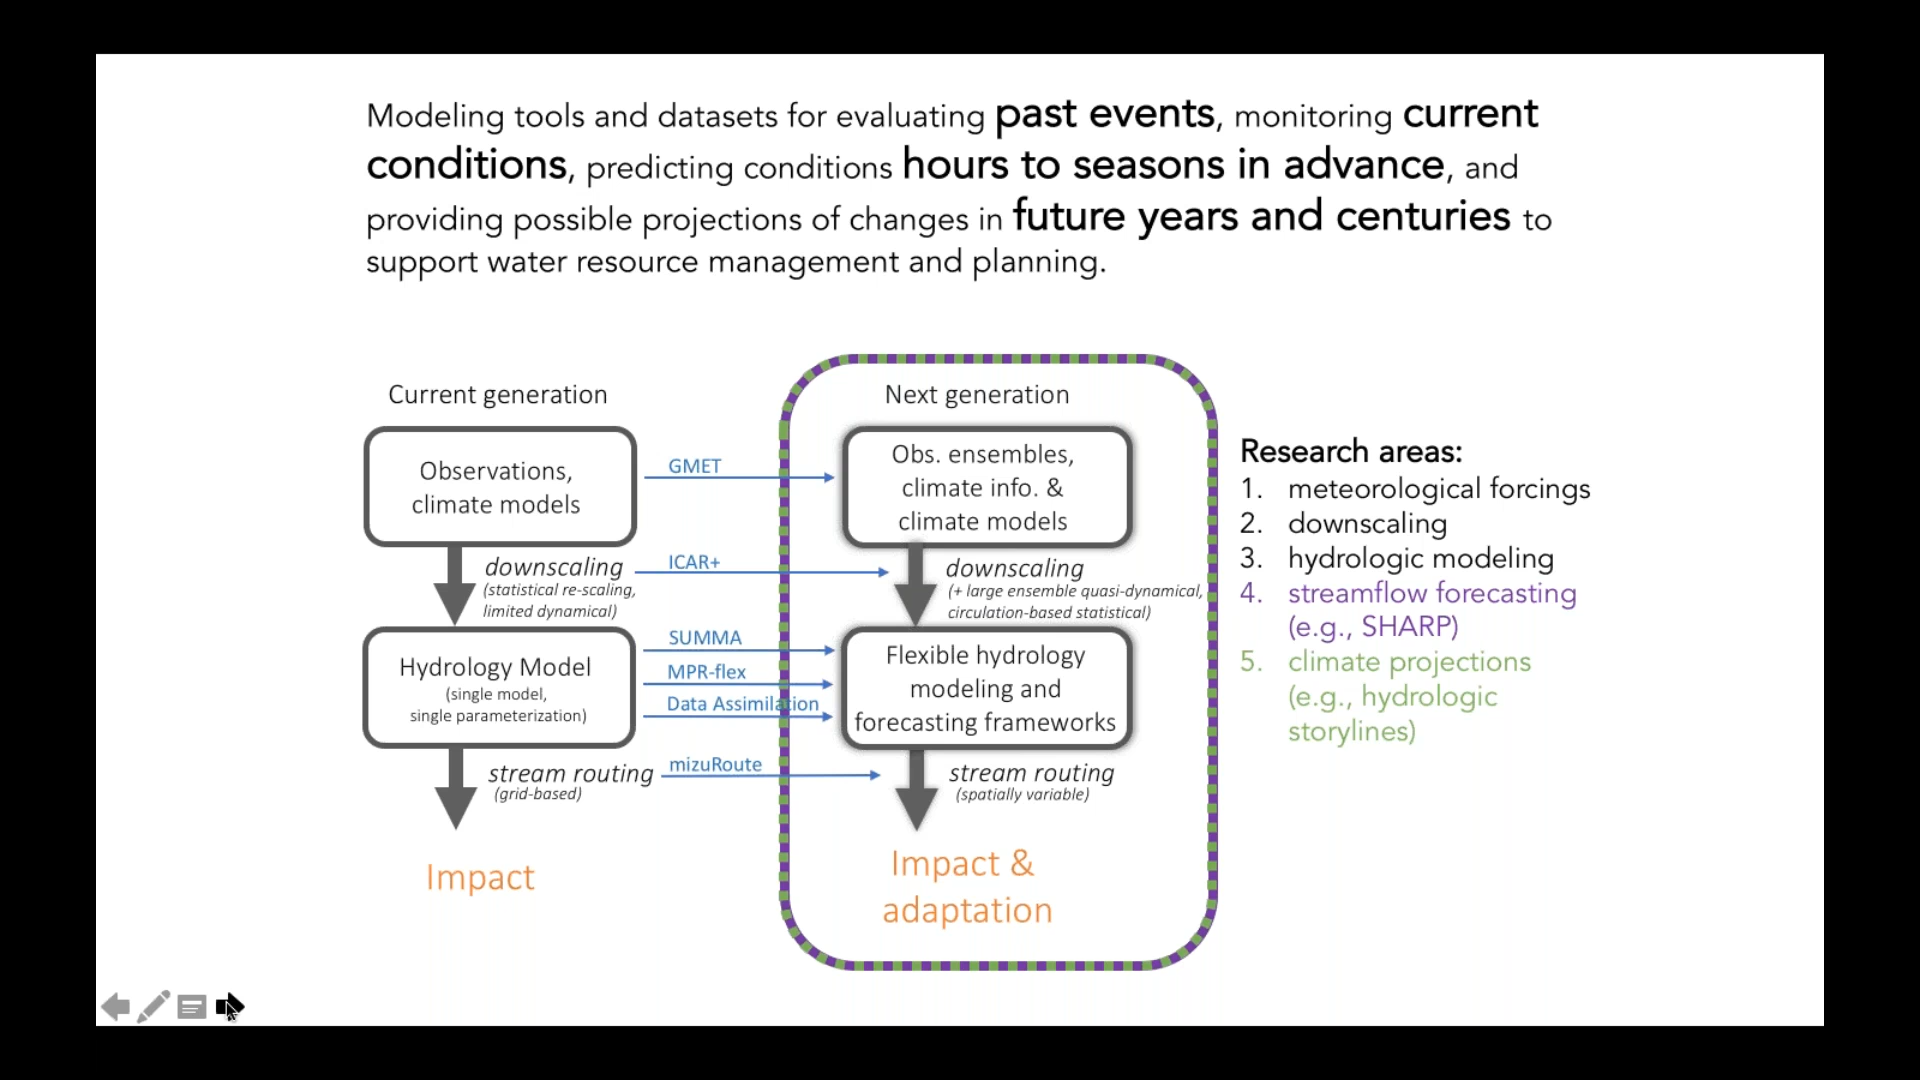 Modeling tools and datasets for evaluating past events, monitoring current
conditions, predicting conditions hours to seasons in advance, and
providing possible projections of changes in future years and centuries to
support water resource management and planning.
Current generation
Observations,
climate models
downscaling
(statistical re-scaling,
limited dynamical)
Hydrology Model
(single model,
single parameterization)
stream routing
(grid-based)
Impact
GMET
ICAR+
SUMMA
MPR-flex
Data Assimilation
mizuRoute
Next generation
Obs. ensembles,
climate info. &
climate models
downscaling
(+ large ensemble quasi-dynamical,
circulation-based statistical)
Flexible hydrology
modeling and
forecasting frameworks
stream routing
(spatially variable)
Impact &
adaptation
Research areas:
1. meteorological forcings
2. downscaling
3. hydrologic modeling
4. streamflow forecasting
(e.g., SHARP)
5. climate projections
(e.g., hydrologic
storylines)